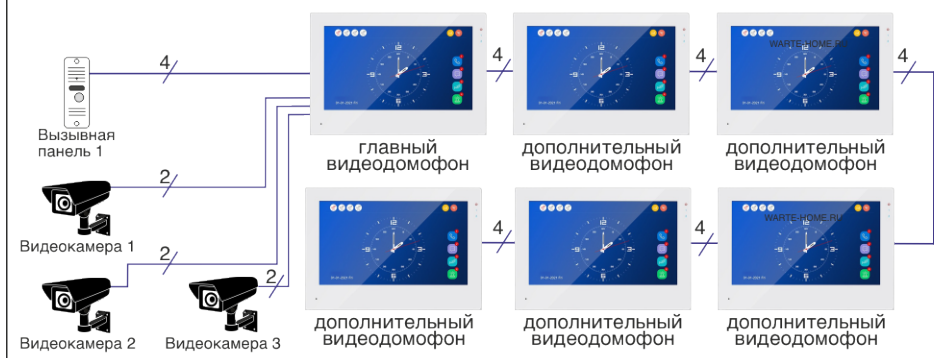 4
4
4
4
WARTE-HOME.RU
Вызывная
панель 1
главный
видеодомофон
дополнительный
видеодомофон
дополнительный
видеодомофон
2
Видеокамера 1
2
Видеокамера 2
2
Видеокамера 3
4
4
4
WARTE-HOME.RU
дополнительный
видеодомофон
дополнительный
видеодомофон
дополнительный
видеодомофон